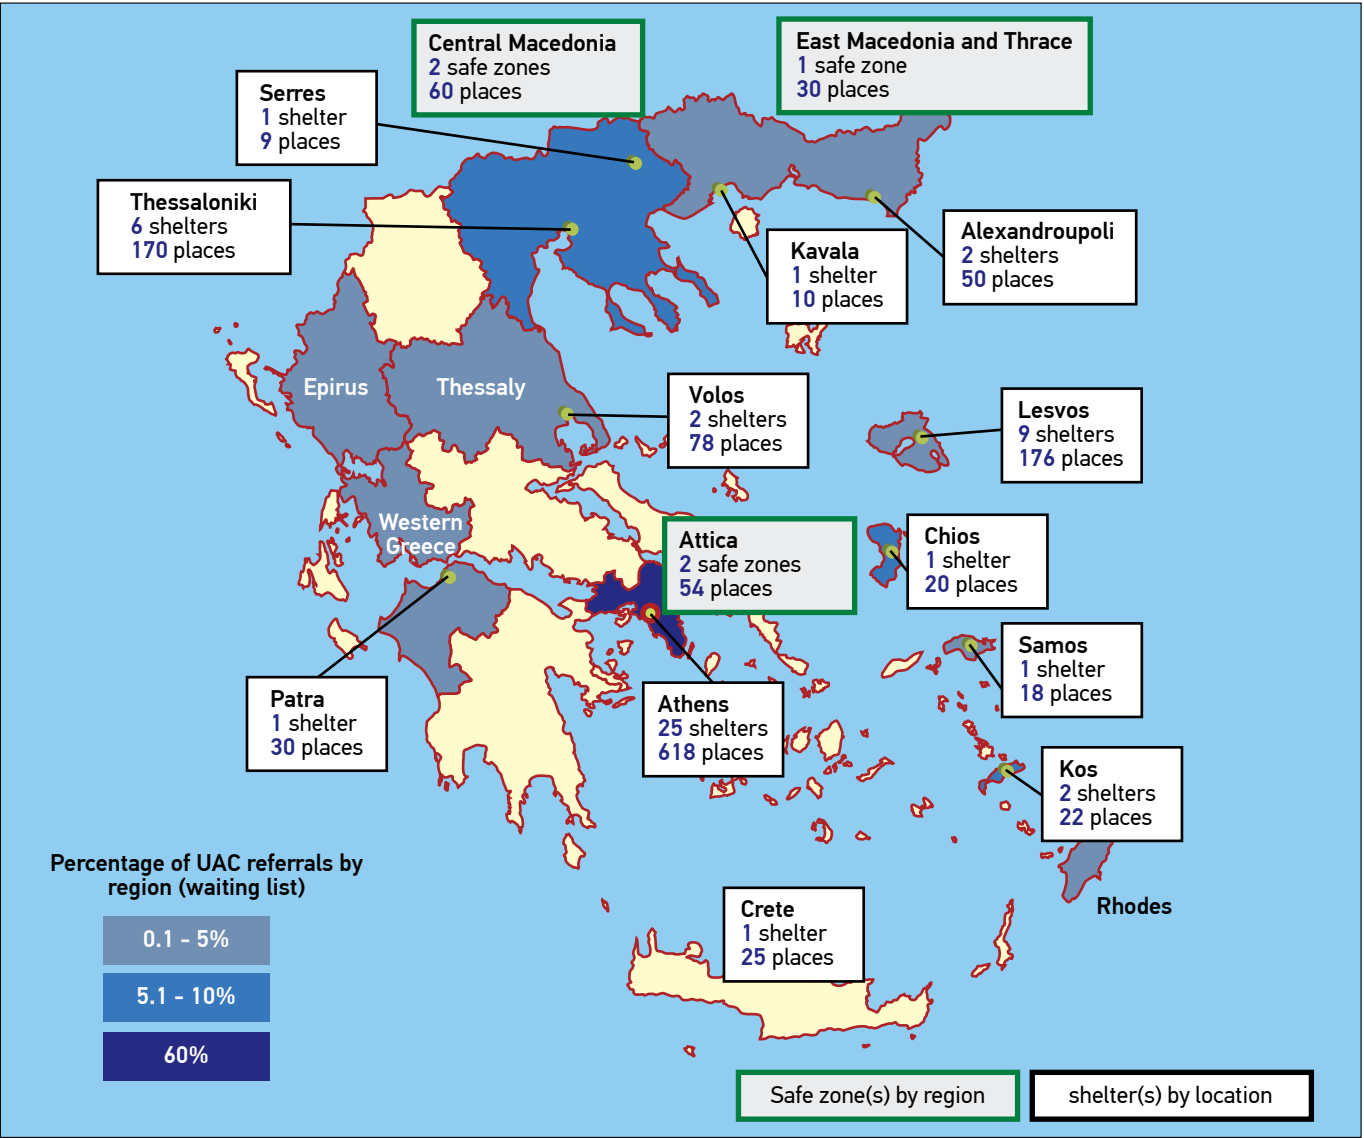 Central Macedonia
2 safe zones
60 places
East Macedonia and Thrace
1 safe zone
30 places
Serres
1 shelter
9 places
Thessaloniki
6 shelters
170 places
Alexandroupoli
2 shelters
50 places
Kavala
1 shelter
10 places
Epirus
Thessaly
Volos
2 shelters
78 places
Lesvos
9 shelters
176 places
Western
Greece
Attica
2 safe zones
54 places
Chios
1 shelter
20 places
Samos
1 shelter
18 places
Patra
1 shelter
30 places
Athens
25 shelters
618 places
Kos
2 shelters
22 places
Rhodes
Crete
1 shelter
25 places
Percentage of UAC referrals by
region (waiting list)
0.1 - 5%
5.1 - 10%
60%
Safe zone(s) by region
shelter(s) by location